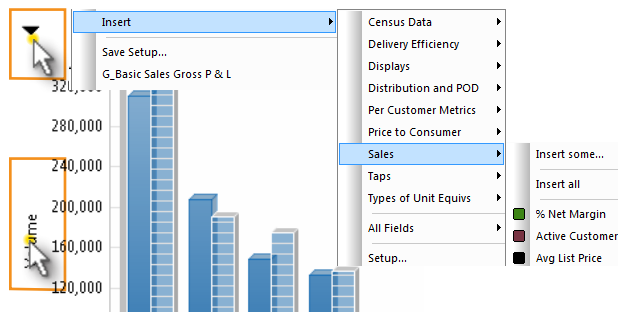 Insert
Save Setup...
G_Basic Sales Gross P & L
Census Data
Delivery Efficiency
Displays
Distribution and POD
Per Customer Metrics
Price to Consumer
Sales
Taps
Types of Unit Equivs
All Fields
Setup...
Insert some...
Insert all
% Net Margin
Active Customer
Avg List Price
280,000
240,000
200,000
160,000
120,000